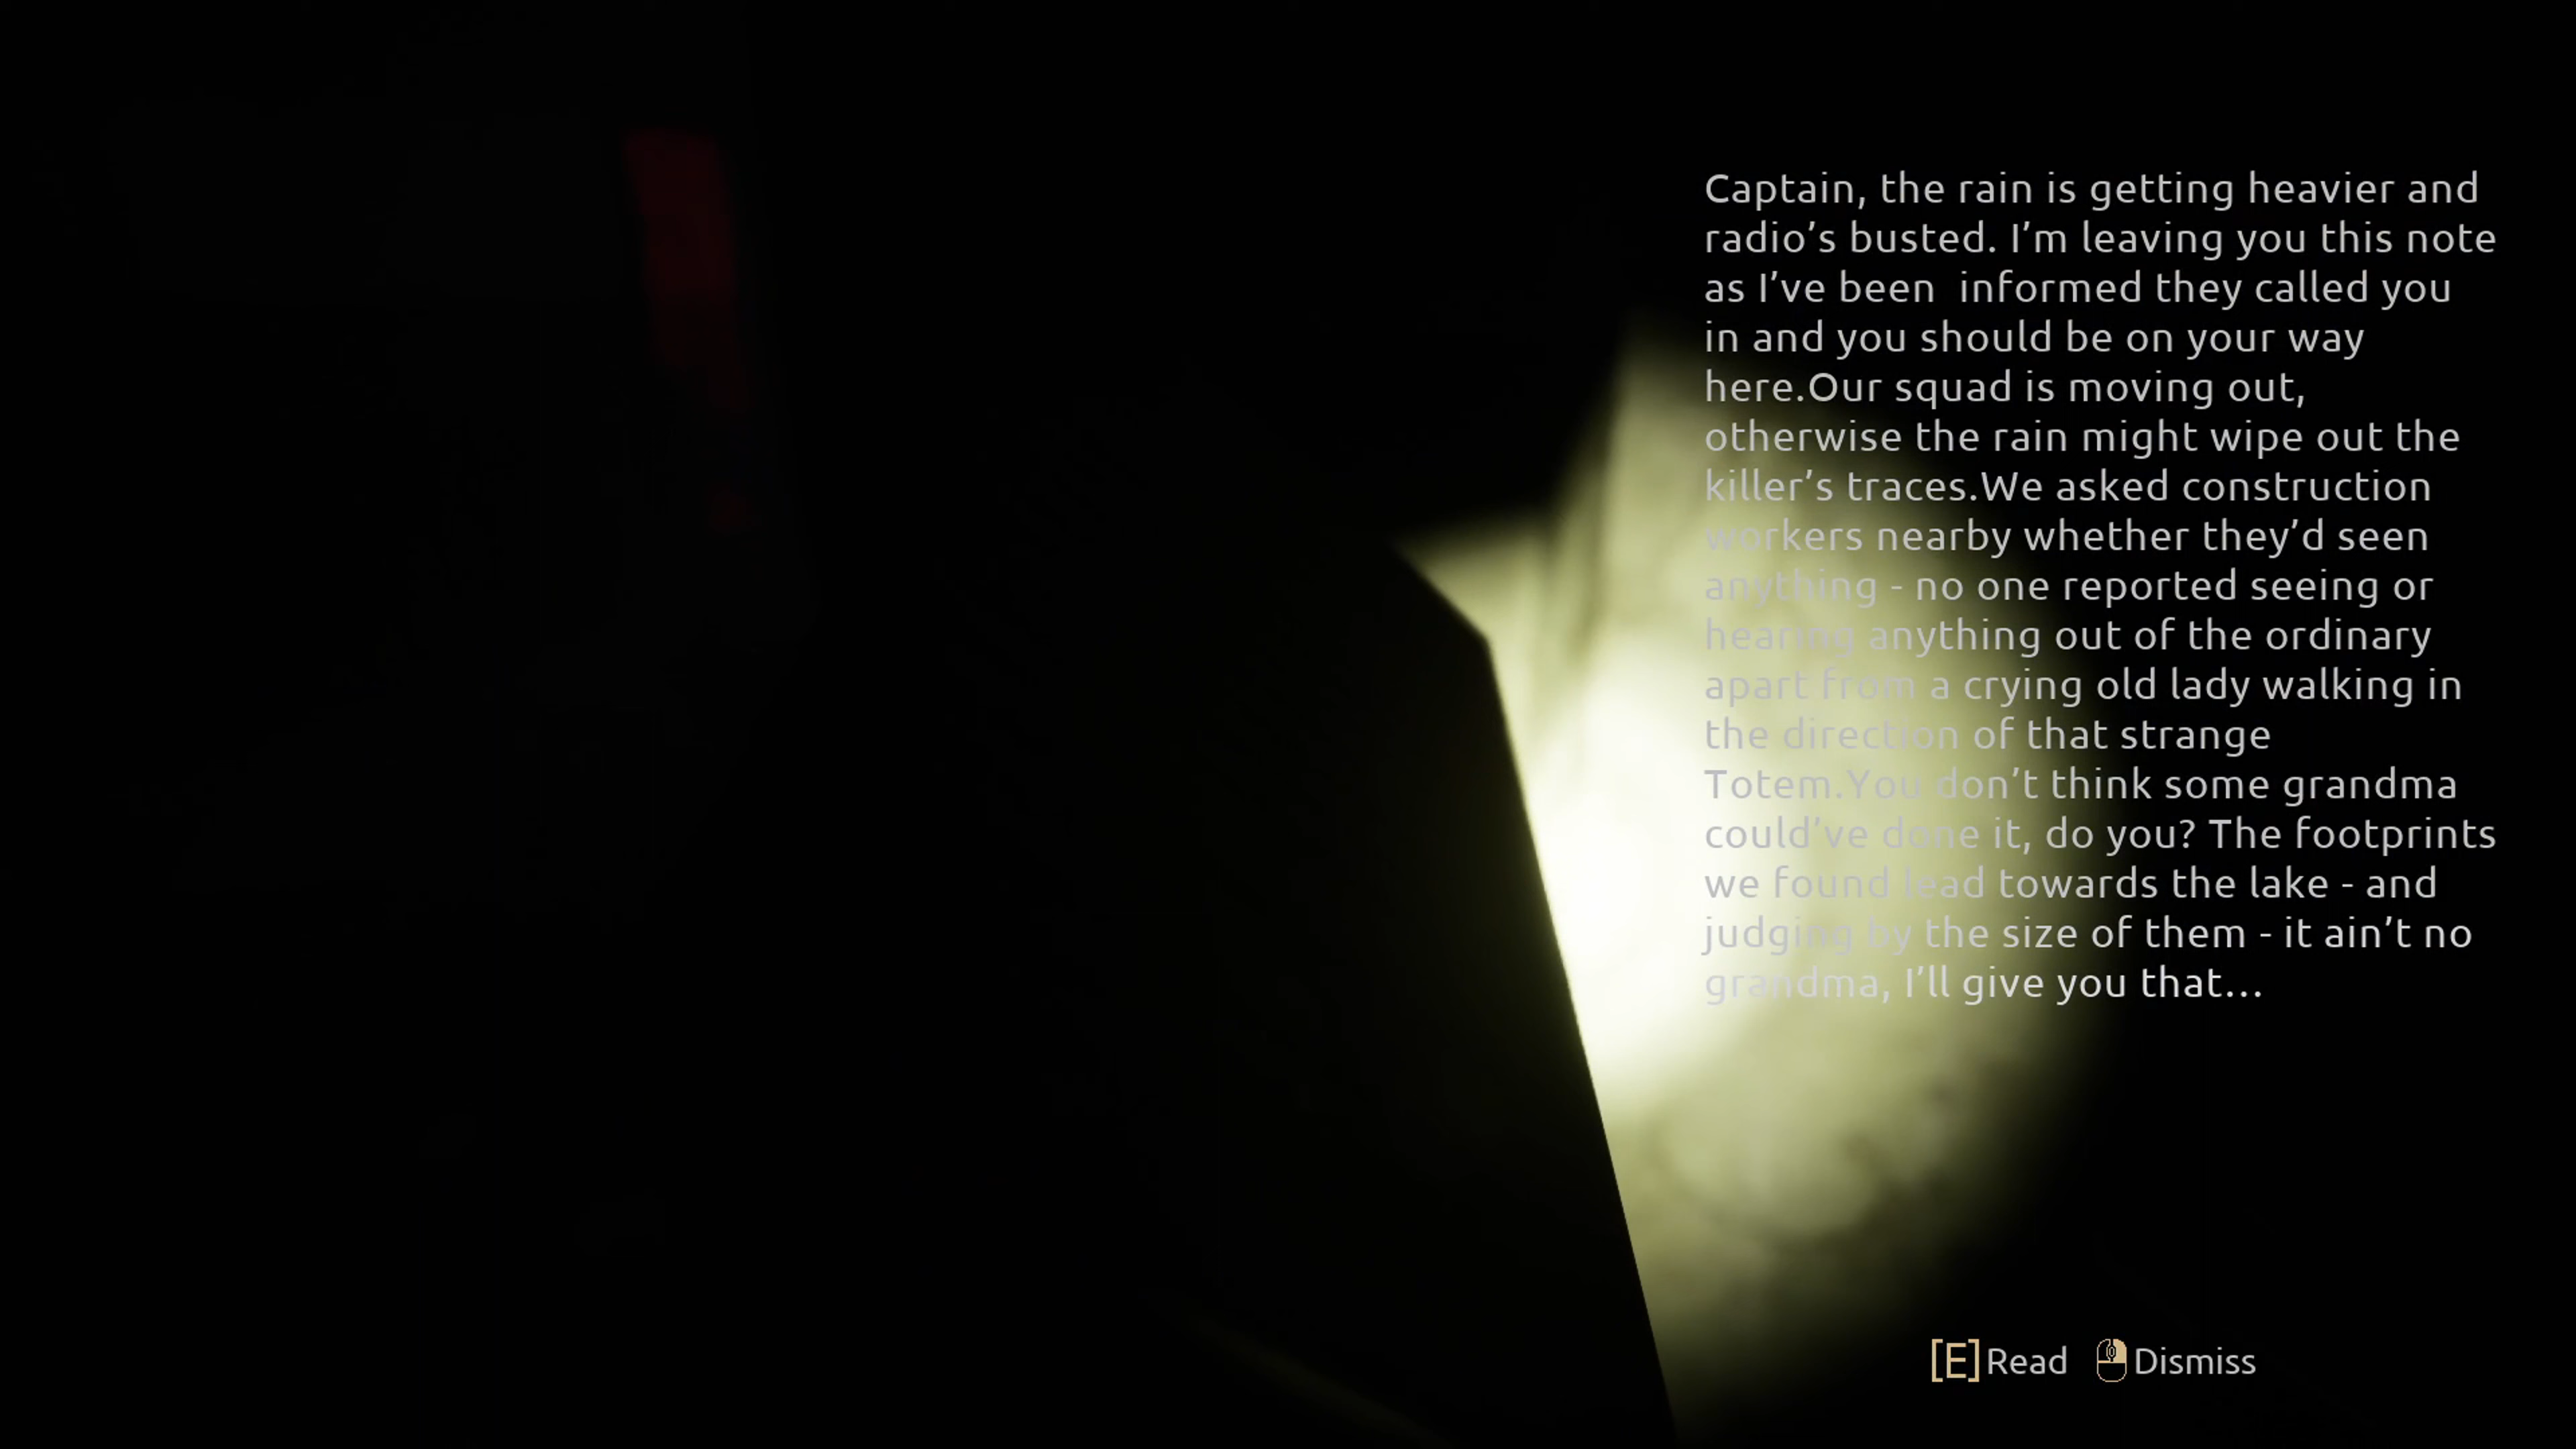 Captain, the rain is getting heavier and
radio’s busted. I’m leaving you this note
as I’ve been  informed they called you
in and you should be on your way
here.Our squad is moving out,
otherwise the rain might wipe out the
killer’s traces.We asked construction
workers nearby whether they’d seen
anything - no one reported seeing or
hearing anything out of the ordinary
apart from a crying old lady walking in
the direction of that strange
Totem.You don’t think some grandma
could’ve done it, do you? The footprints
we found lead towards the lake - and
judging by the size of them - it ain’t no
grandma, I’ll give you that...
[E]Read Dismiss